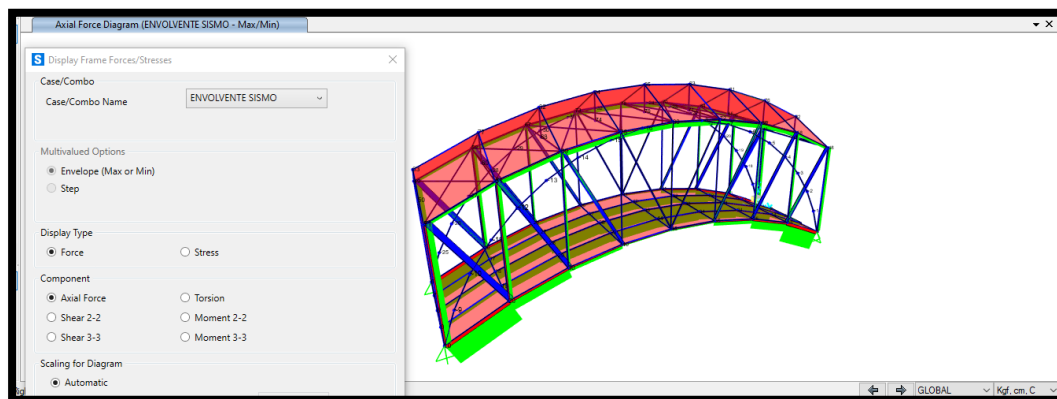 Axial Force Diagram (ENVOLVENTE SISMO - Max/Min)
S Display Frame Forces/Stresses
Case/Combo
Case/Combo Name ENVOLVENTE SISMO
Multivalued Options
Envelope (Max or Min)
Step
Display Type
Force Stress
Component
Axial Force Torsion
Shear 2-2 Moment 2-2
Shear 3-3 Moment 3-3
Scaling for Diagram
Automatic
GLOBAL Kgf, cm, C